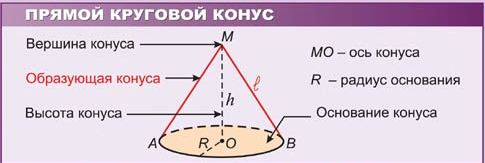 ПРЯМОЙ КРУГОВОЙ КОНУС
M
Вершина конуса
MO – ось конуса
Образующая конуса
ℓ
R – радиус основания
h
Высота конуса
Основание конуса
A
R
O
B